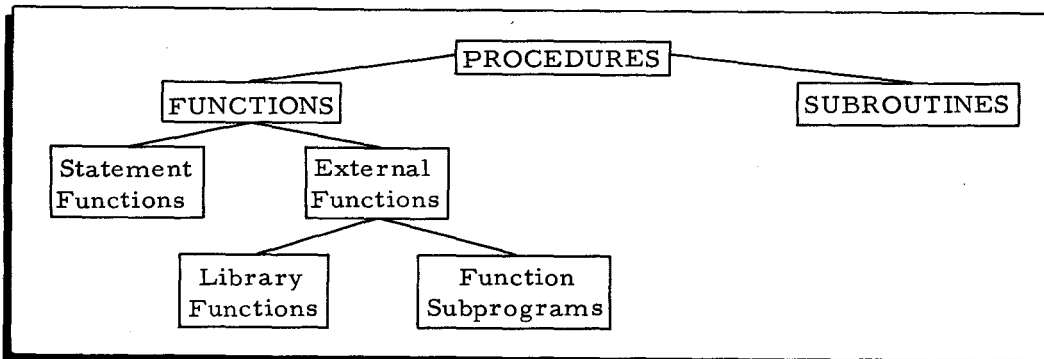 PROCEDURES
FUNCTIONS
SUBROUTINES
Statement
Functions
External
Functions
Library
Functions
Function
Subprograms